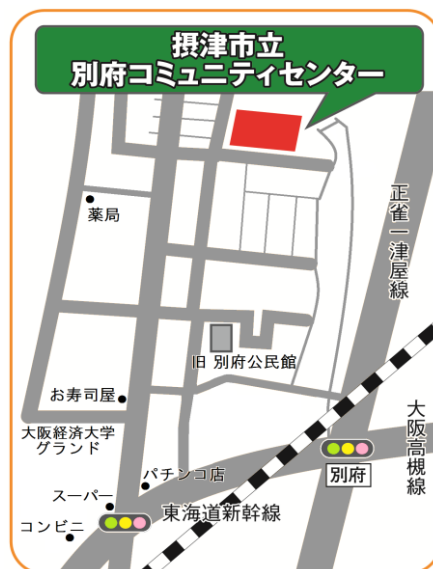 摂津市立
別府コミュニティセンター
薬局
正雀一津屋線
旧 別府公民館
お寿司屋
大阪経済大学
グランド
大阪高槻線
パチンコ店
別府
スーパー
東海道新幹線
コンビニ